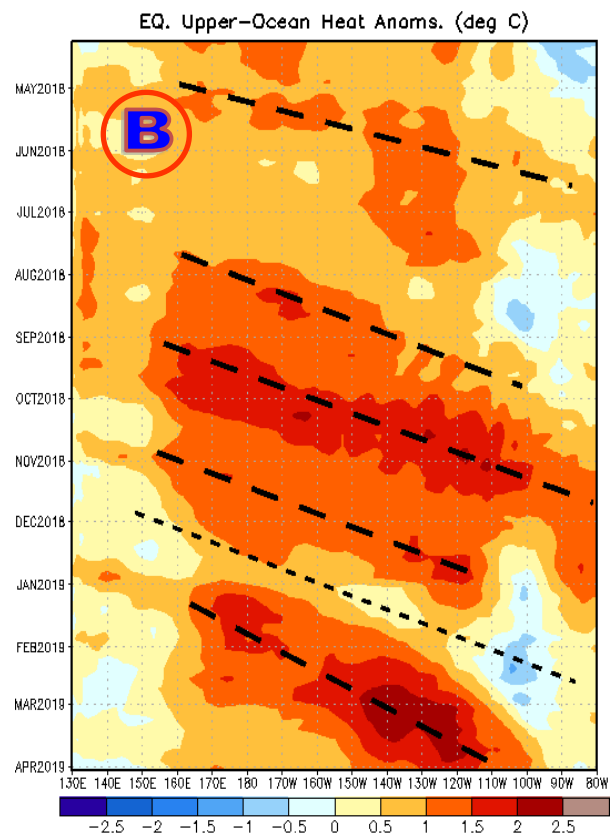 EQ. Upper-Ocean Heat Anoms. (deg C)
MAY2018
B
JUN2018
JUL2018
AUG2018
SEP2018
OCT2018
NOV2018
DEC2018
JAN2019
FEB2019
MAR2019
APR2019
130E 140E 150E 160E 170E 180 170W 160W 150W 140W 130W 120W 110W 100W 90W 80W
-2.5 -2 -1.5 -1 -0.5 0 0.5 1 1.5 2 2.5